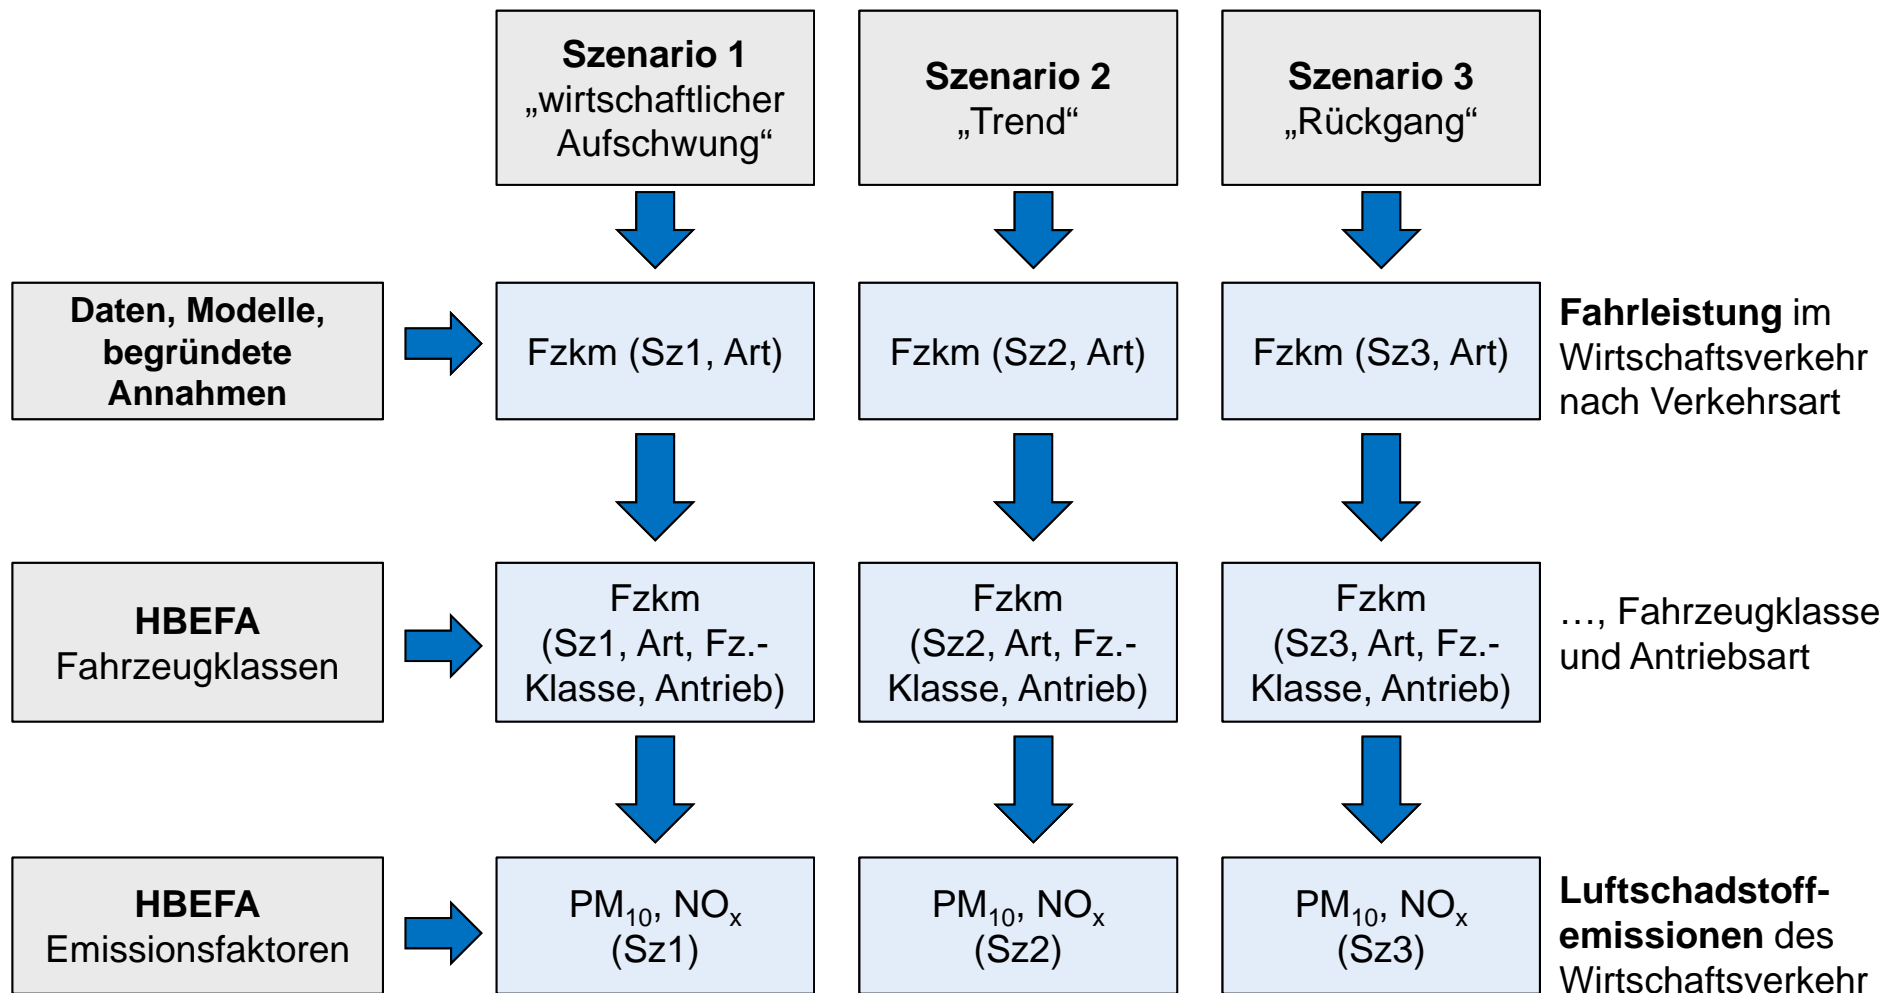 Szenario 1
„wirtschaftlicher
Aufschwung“
Szenario 2
„Trend“
Szenario 3
„Rückgang“
Daten, Modelle,
begründete
Annahmen
Fzkm (Sz1, Art)
Fzkm (Sz2, Art)
Fzkm (Sz3, Art)
Fahrleistung im
Wirtschaftsverkehr
nach Verkehrsart
HBEFA
Fahrzeugklassen
Fzkm
(Sz1, Art, Fz.-
Klasse, Antrieb)
Fzkm
(Sz2, Art, Fz.-
Klasse, Antrieb)
Fzkm
(Sz3, Art, Fz.-
Klasse, Antrieb)
…, Fahrzeugklasse
und Antriebsart
HBEFA
Emissionsfaktoren
PM₁₀, NOₓ
(Sz1)
PM₁₀, NOₓ
(Sz2)
PM₁₀, NOₓ
(Sz3)
Luftschadstoff-
emissionen des
Wirtschaftsverkehr